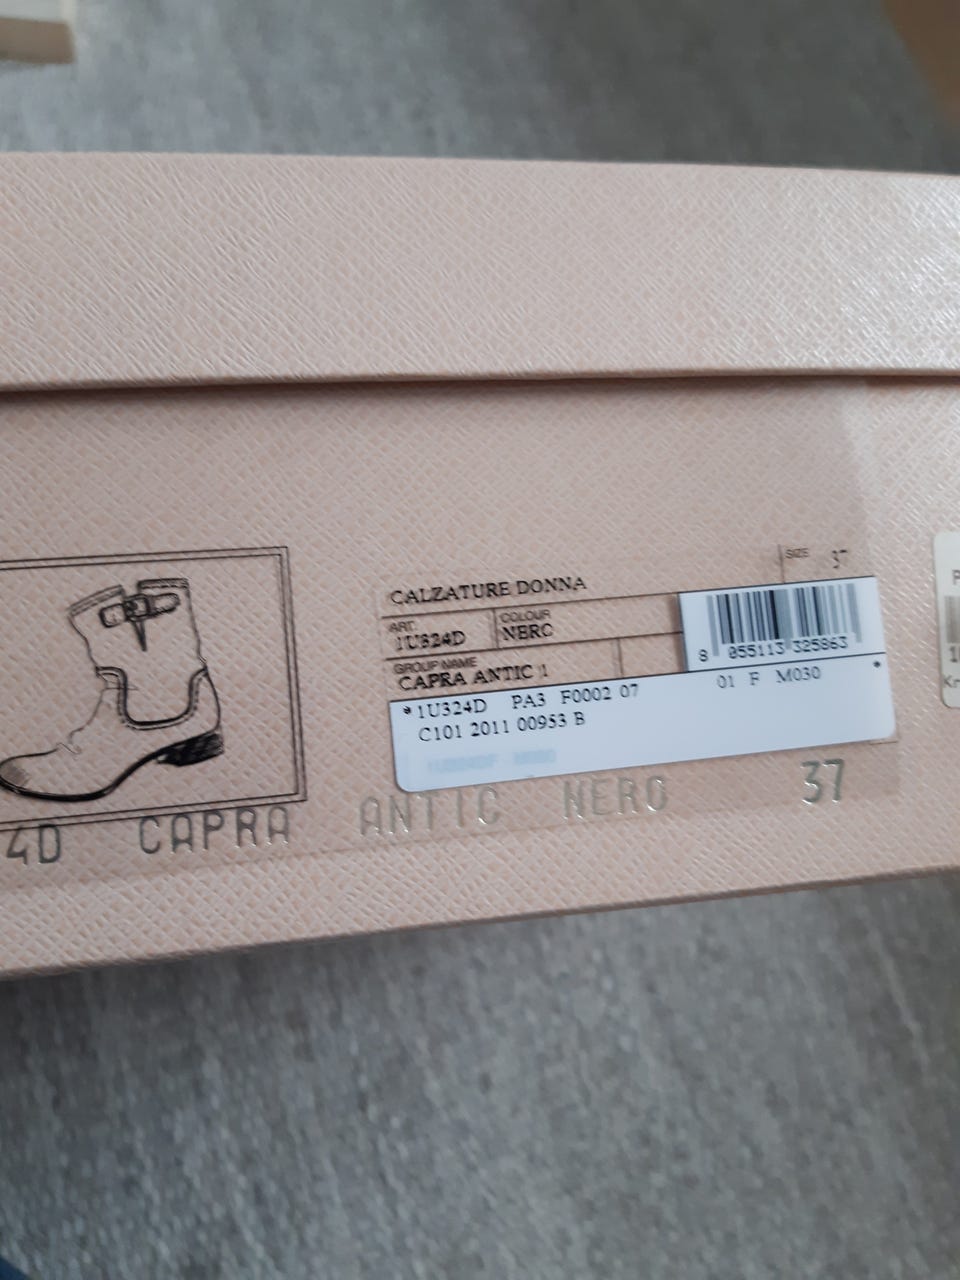 SIZE 37
CALZATURE DONNA
ART. COLOUR
1U324D NERO
GROUP NAME
CAPRA ANTIC 1
8 055113 325863
*1U324D PA3 F0002 07 01 F M030 *
C101 2011 00953 B
4D CAPRA ANTIC NERO 37